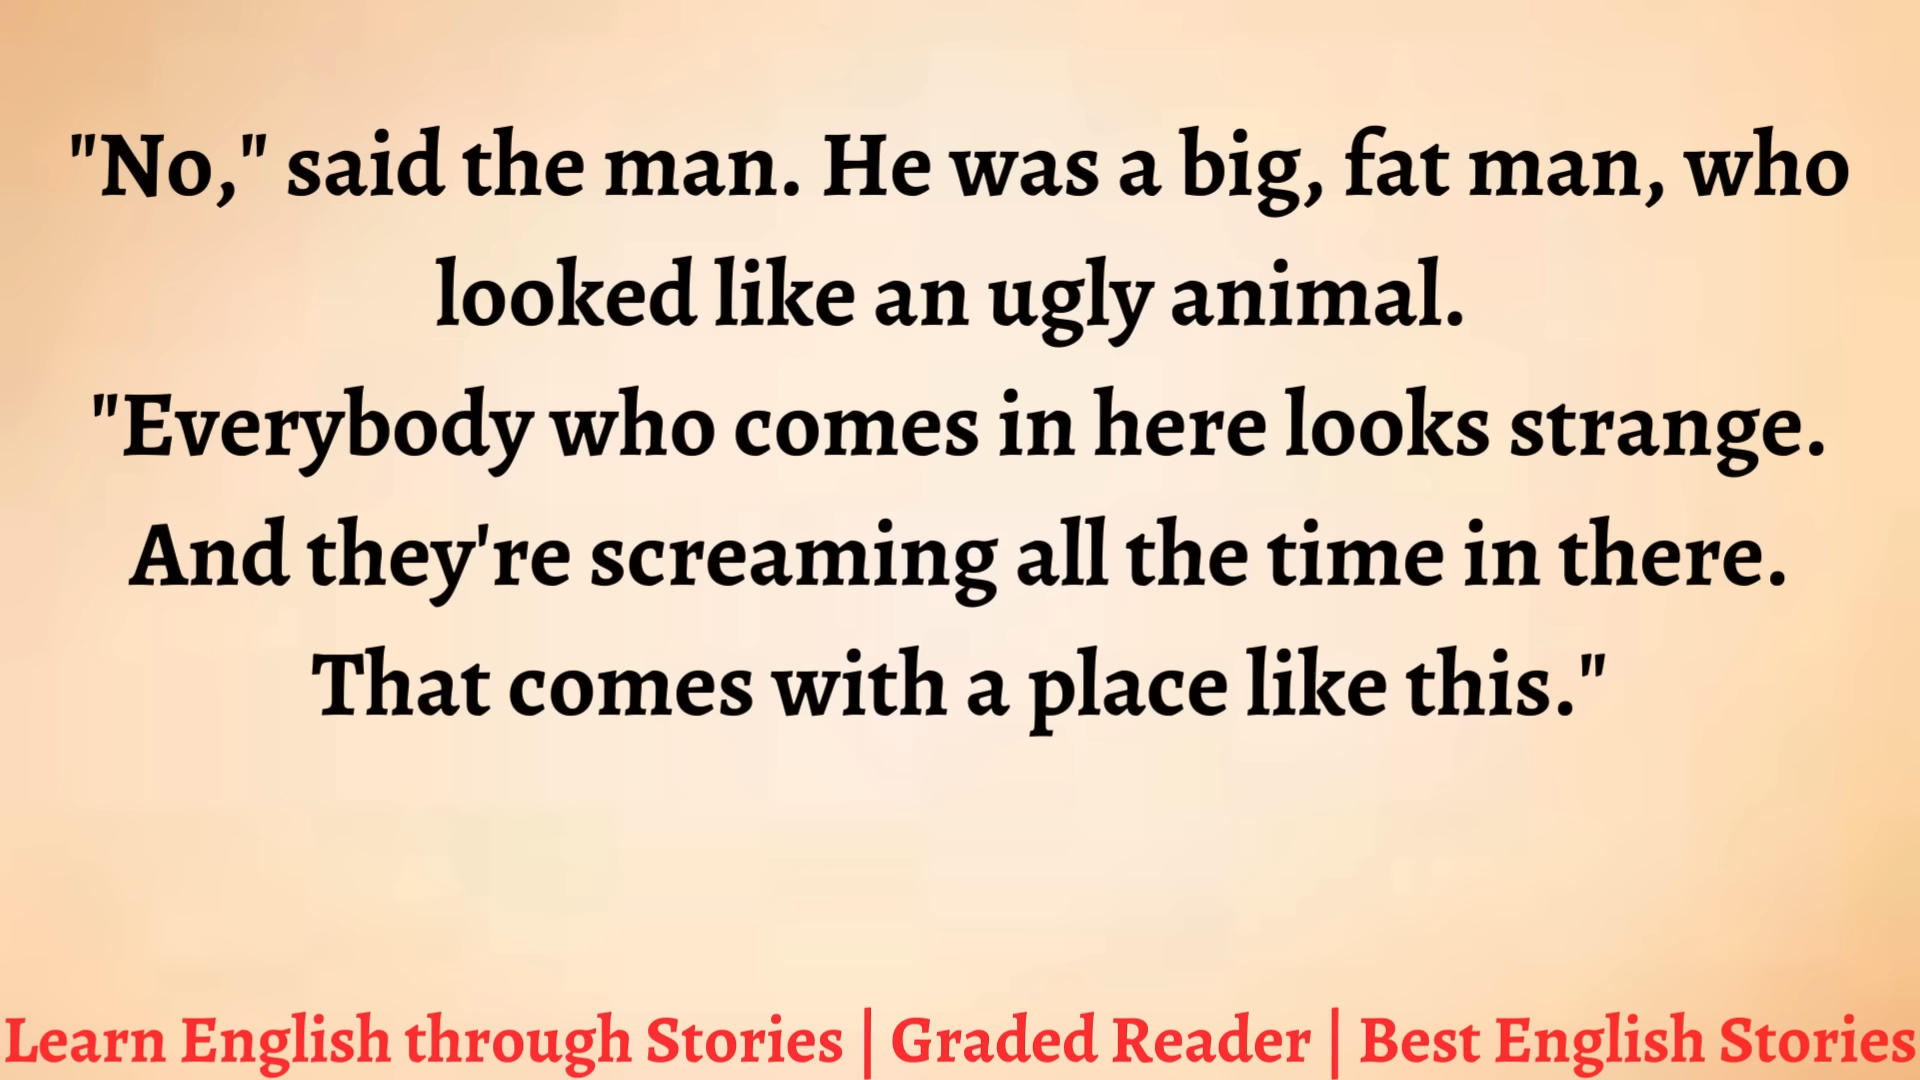 "No," said the man. He was a big, fat man, who
looked like an ugly animal.
"Everybody who comes in here looks strange.
And they're screaming all the time in there.
That comes with a place like this."
Learn English through Stories | Graded Reader | Best English Stories